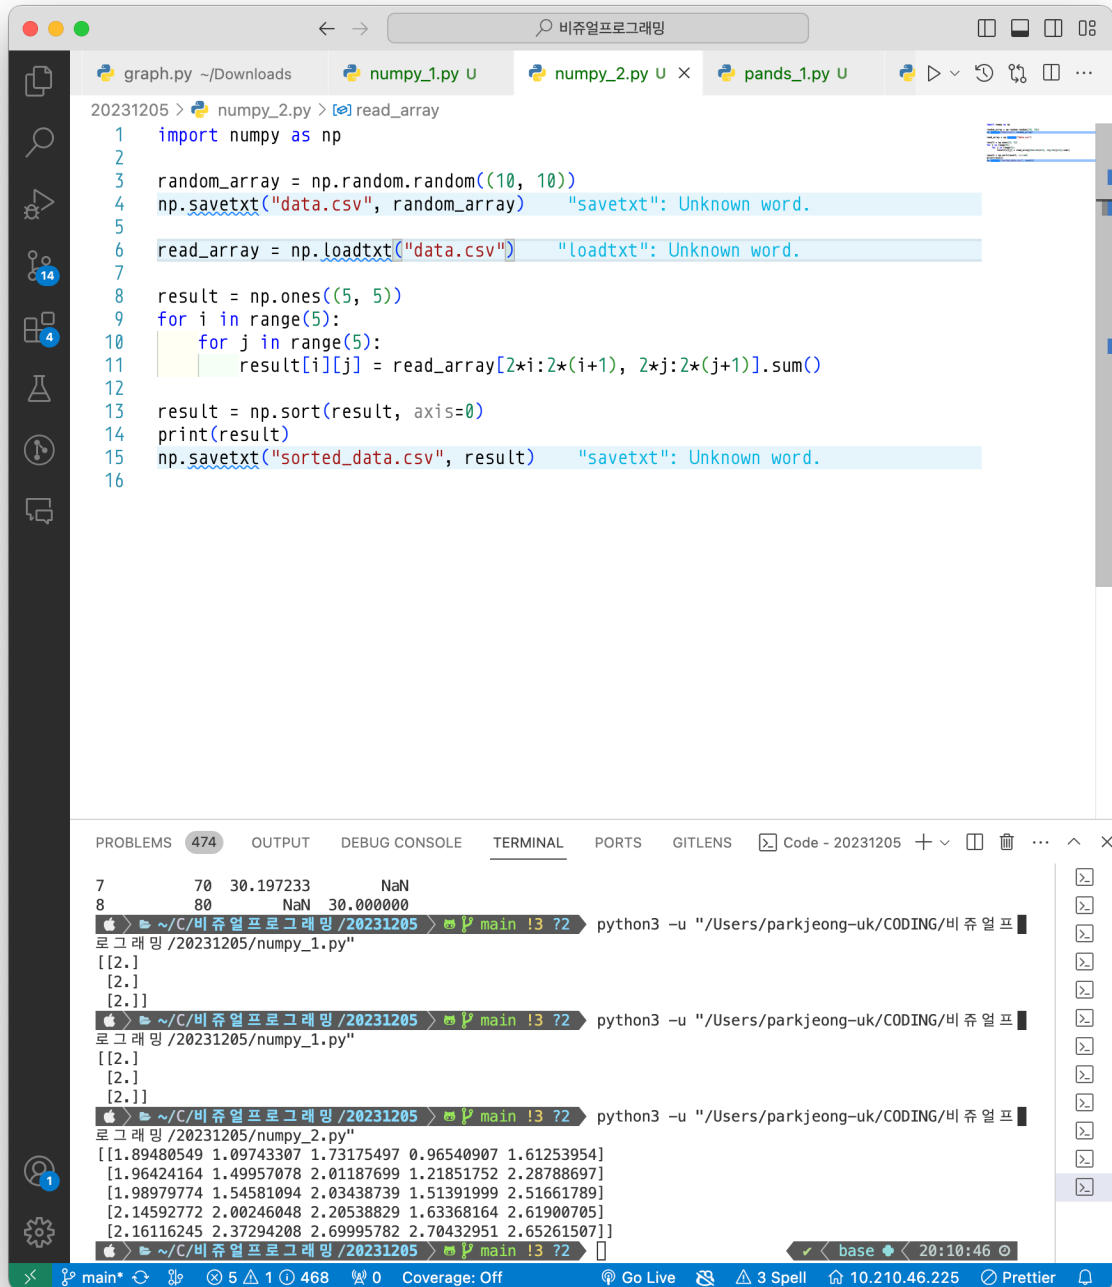 비쥬얼프로그래밍
graph.py ~/Downloads
numpy_1.py U
numpy_2.py U
pands_1.py U
20231205 > numpy_2.py > read_array
1 import numpy as np
2
3 random_array = np.random.random((10, 10))
4 np.savetxt("data.csv", random_array) "savetxt": Unknown word.
5
6 read_array = np.loadtxt("data.csv") "loadtxt": Unknown word.
7
8 result = np.ones((5, 5))
9 for i in range(5):
10 for j in range(5):
11 result[i][j] = read_array[2*i:2*(i+1), 2*j:2*(j+1)].sum()
12
13 result = np.sort(result, axis=0)
14 print(result)
15 np.savetxt("sorted_data.csv", result) "savetxt": Unknown word.
16
14
4
1
PROBLEMS 474 OUTPUT DEBUG CONSOLE TERMINAL PORTS GITLENS Code - 20231205
7 70 30.197233 NaN
8 80 NaN 30.000000
~/C/비쥬얼프로그래밍/20231205 main !3 ?2 python3 -u "/Users/parkjeong-uk/CODING/비쥬얼프
로그래밍/20231205/numpy_1.py"
[[2.]
[2.]
[2.]]
~/C/비쥬얼프로그래밍/20231205 main !3 ?2 python3 -u "/Users/parkjeong-uk/CODING/비쥬얼프
로그래밍/20231205/numpy_1.py"
[[2.]
[2.]
[2.]]
~/C/비쥬얼프로그래밍/20231205 main !3 ?2 python3 -u "/Users/parkjeong-uk/CODING/비쥬얼프
로그래밍/20231205/numpy_2.py"
[[1.89480549 1.09743307 1.73175497 0.96540907 1.61253954]
[1.96424164 1.49957078 2.01187699 1.21851752 2.28788697]
[1.98979774 1.54581094 2.03438739 1.51391999 2.51661789]
[2.14592772 2.00246048 2.20538829 1.63368164 2.61900705]
[2.16116245 2.37294208 2.69995782 2.70432951 2.65261507]]
~/C/비쥬얼프로그래밍/20231205 main !3 ?2 ✔ base 20:10:46
main* 5 1 468 0 Coverage: Off Go Live 3 Spell 10.210.46.225 Prettier